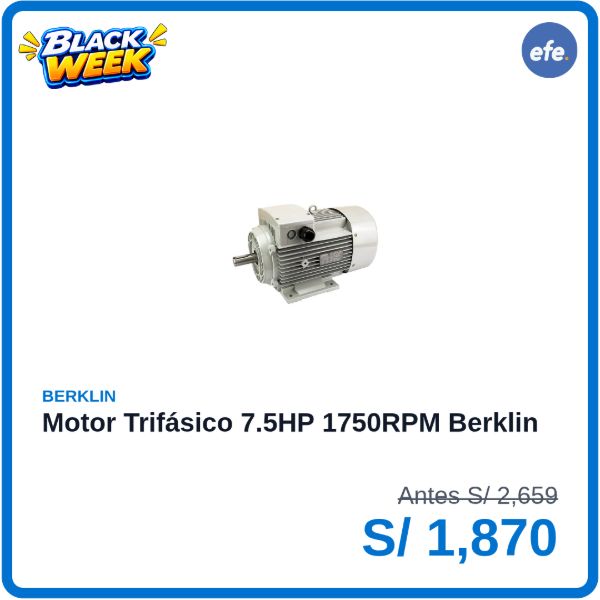 BLACK
WEEK
efe.
BERKLIN
Motor Trifásico 7.5HP 1750RPM Berklin
Antes S/ 2,659
S/ 1,870